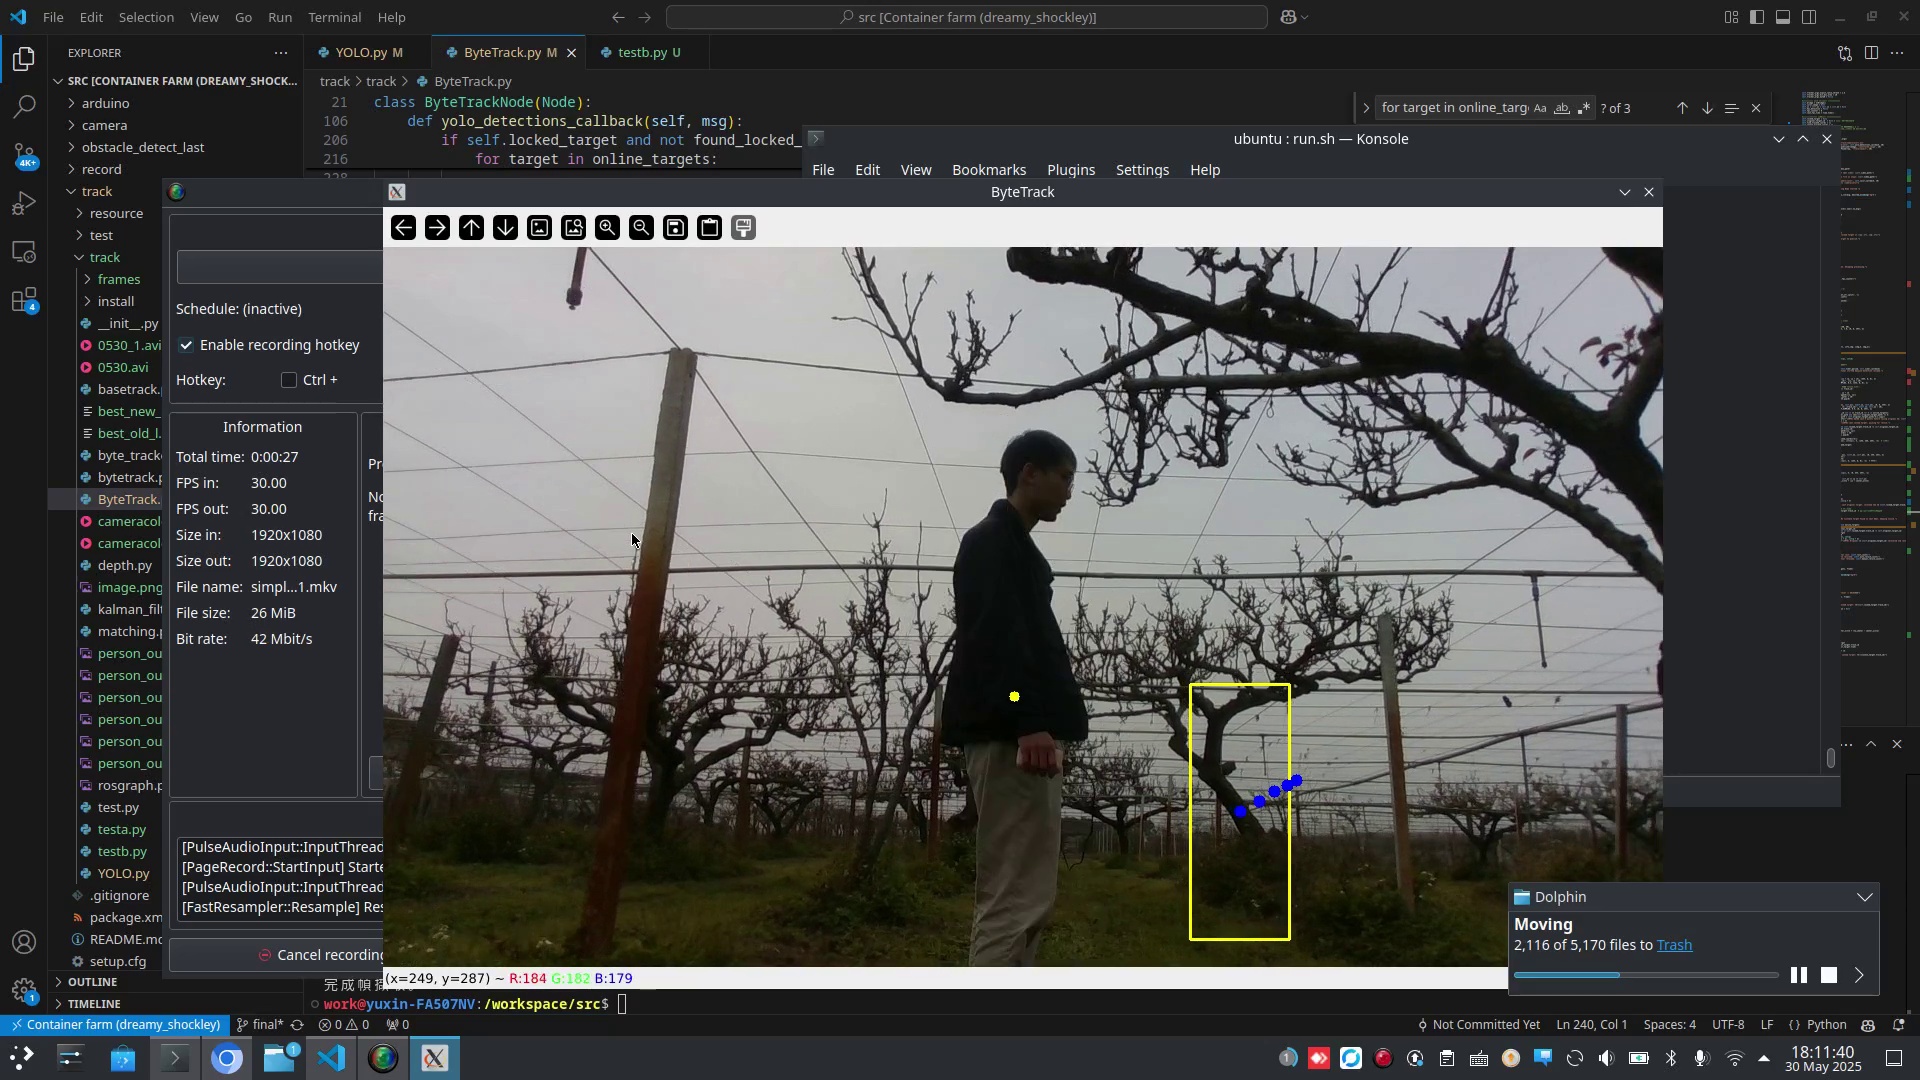 File Edit Selection View Go Run Terminal Help
src [Container farm (dreamy_shockley)]
EXPLORER
YOLO.py M
ByteTrack.py M
testb.py U
SRC [CONTAINER FARM (DREAMY_SHOCK...
track > track > ByteTrack.py
arduino
camera
obstacle_detect_last
record
track
resource
test
track
frames
install
__init__.py
0530_1.avi
0530.avi
basetrack.
best_new_
best_old_l.
byte_track
bytetrack.p
ByteTrack.
cameracol
cameracol
depth.py
image.png
kalman_filt
matching.p
person_ou
person_ou
person_ou
person_ou
person_ou
person_ou
rosgraph.p
test.py
testa.py
testb.py
YOLO.py
.gitignore
package.xm
README.md
setup.cfg
OUTLINE
TIMELINE
4K+
4
1
21 class ByteTrackNode(Node):
106 def yolo_detections_callback(self, msg):
206 if self.locked_target and not found_locked_
216 for target in online_targets:
for target in online_targ
Aa ab
? of 3
ubuntu : run.sh — Konsole
File Edit View Bookmarks Plugins Settings Help
ByteTrack
Schedule: (inactive)
Enable recording hotkey
Hotkey: Ctrl +
Information
Total time: 0:00:27
FPS in: 30.00
FPS out: 30.00
Size in: 1920x1080
Size out: 1920x1080
File name: simpl...1.mkv
File size: 26 MiB
Bit rate: 42 Mbit/s
Pr
No
fra
[PulseAudioInput::InputThread
[PageRecord::StartInput] Starte
[PulseAudioInput::InputThread
[FastResampler::Resample] Res
Cancel recording
(x=249, y=287) ~ R:184 G:182 B:179
work@yuxin-FA507NV:/workspace/src$
Dolphin
Moving
2,116 of 5,170 files to Trash
Container farm (dreamy_shockley)
final*
0 0
0
Not Committed Yet
Ln 240, Col 1
Spaces: 4
UTF-8
LF
Python
1
1
18:11:40
30 May 2025